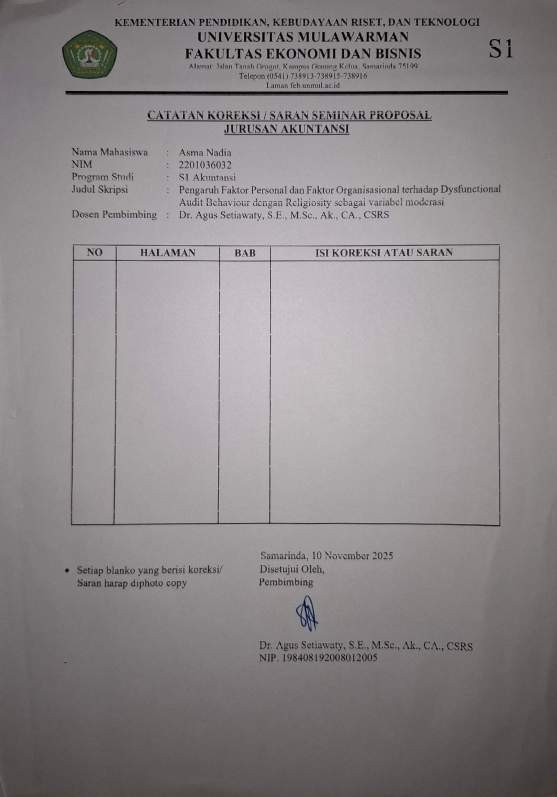 KEMENTERIAN PENDIDIKAN, KEBUDAYAAN RISET, DAN TEKNOLOGI
UNIVERSITAS MULAWARMAN
FAKULTAS EKONOMI DAN BISNIS
S1
Alamat: Jalan Tanah Grogot, Kampus Gunung Kelua, Samarinda 75199
Telepon (0541) 738913-738915-738916
Laman feb.unmul.ac.id
CATATAN KOREKSI / SARAN SEMINAR PROPOSAL
JURUSAN AKUNTANSI
Nama Mahasiswa : Asma Nadia
NIM : 2201036032
Program Studi : S1 Akuntansi
Judul Skripsi : Pengaruh Faktor Personal dan Faktor Organisasional terhadap Dysfunctional
Audit Behaviour dengan Religiosity sebagai variabel moderasi
Dosen Pembimbing : Dr. Agus Setiawaty, S.E., M.Sc., Ak., CA., CSRS
NO HALAMAN BAB ISI KOREKSI ATAU SARAN
Samarinda, 10 November 2025
• Setiap blanko yang berisi koreksi/
Saran harap diphoto copy
Disetujui Oleh,
Pembimbing
Dr. Agus Setiawaty, S.E., M.Sc., Ak., CA., CSRS
NIP. 198408192008012005